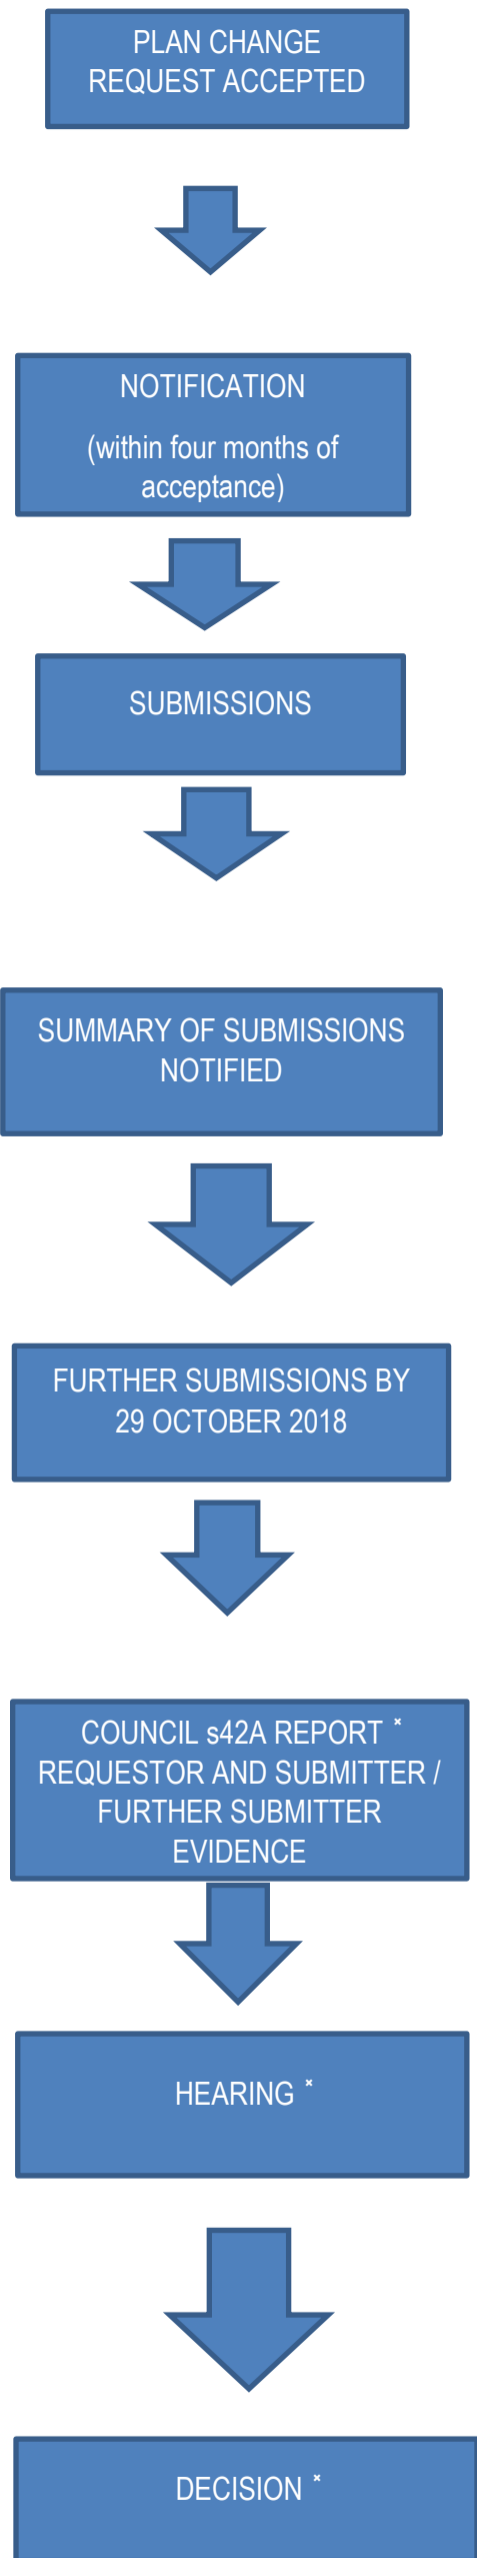 PLAN CHANGE
REQUEST ACCEPTED
NOTIFICATION
(within four months of
acceptance)
SUBMISSIONS
SUMMARY OF SUBMISSIONS
NOTIFIED
FURTHER SUBMISSIONS BY
29 OCTOBER 2018
COUNCIL s42A REPORT *
REQUESTOR AND SUBMITTER /
FURTHER SUBMITTER
EVIDENCE
HEARING *
DECISION *